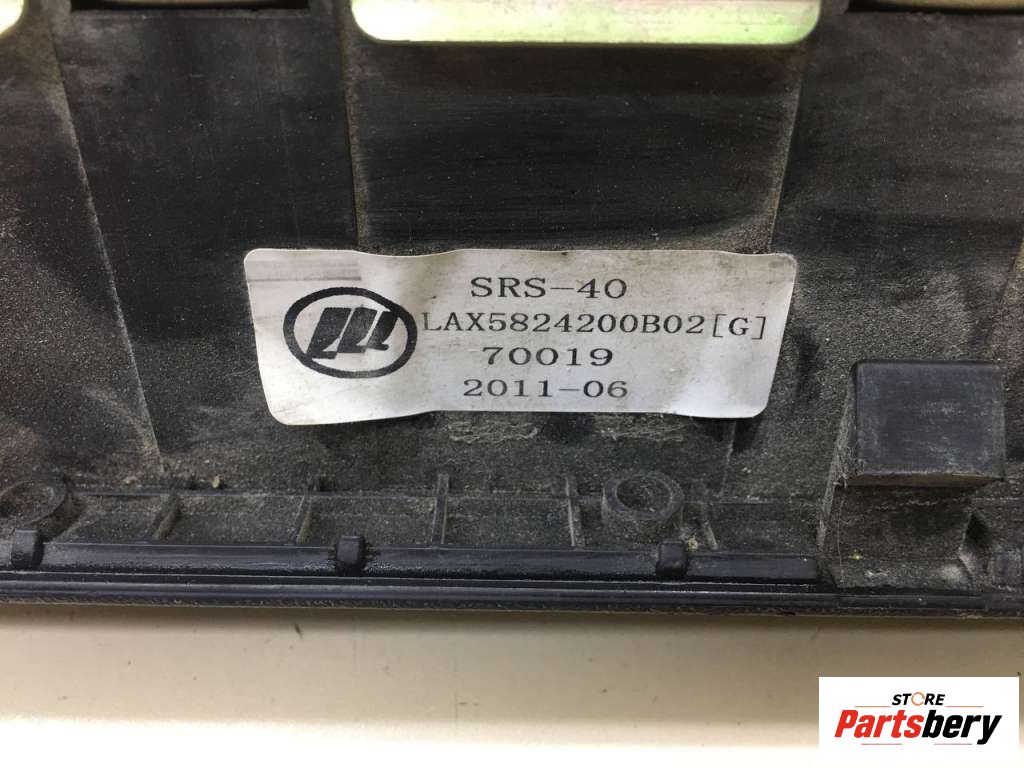 SRS-40
LAX5824200B02[G]
70019
2011-06
STORE
Partsbery